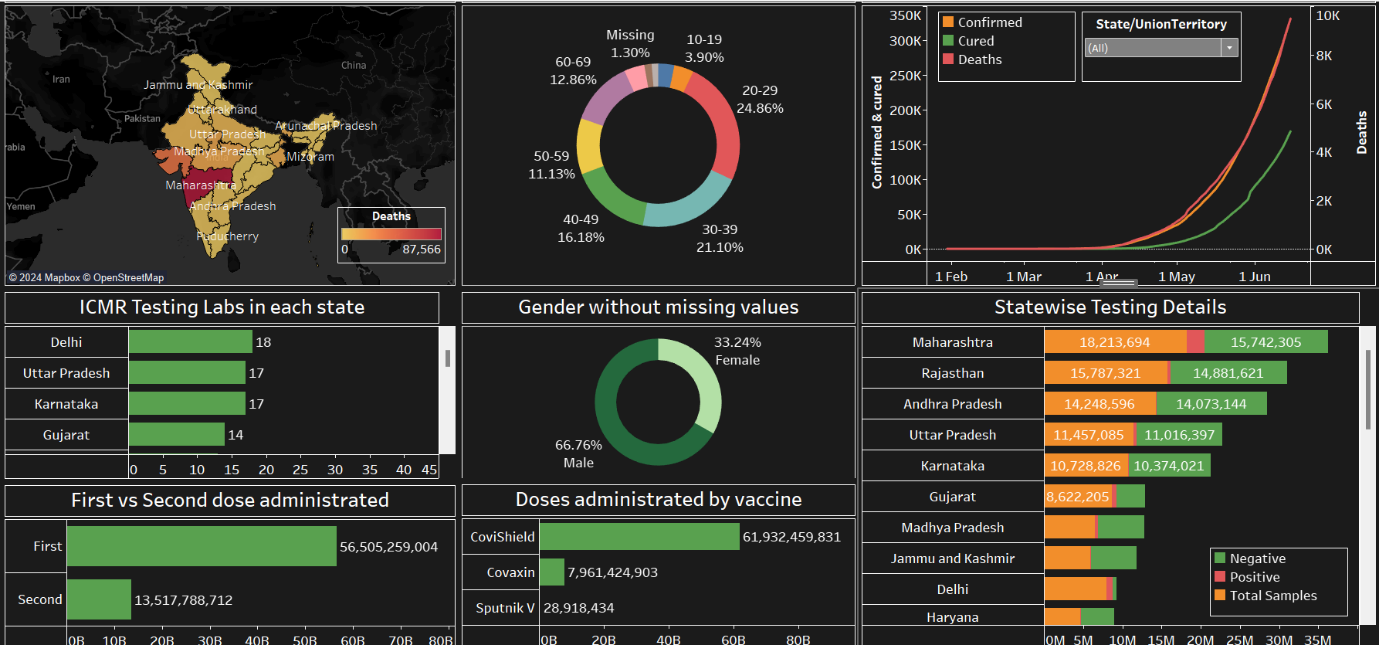 Iran
China
Jammu and Kashmir
Uttarakhand
Pakistan
Arunachal Pradesh
Uttar Pradesh
rabia
Madhya Pradesh
Mizoram
Maharashtra
Yemen
Andhra Pradesh
Puducherry
Deaths
0 87,566
© 2024 Mapbox © OpenStreetMap
Missing
1.30%
10-19
3.90%
60-69
12.86%
20-29
24.86%
50-59
11.13%
40-49
16.18%
30-39
21.10%
Confirmed & cured
350K
300K
250K
200K
150K
100K
50K
0K
Confirmed
Cured
Deaths
State/UnionTerritory
(All)
10K
8K
6K
4K
2K
0K
Deaths
1 Feb 1 Mar 1 Apr 1 May 1 Jun
ICMR Testing Labs in each state
Delhi 18
Uttar Pradesh 17
Karnataka 17
Gujarat 14
0 5 10 15 20 25 30 35 40 45
Gender without missing values
33.24%
Female
66.76%
Male
Statewise Testing Details
Maharashtra 18,213,694 15,742,305
Rajasthan 15,787,321 14,881,621
Andhra Pradesh 14,248,596 14,073,144
Uttar Pradesh 11,457,085 11,016,397
Karnataka 10,728,826 10,374,021
Gujarat 8,622,205
Madhya Pradesh
Jammu and Kashmir
Delhi
Haryana
Negative
Positive
Total Samples
0M 5M 10M 15M 20M 25M 30M 35M
First vs Second dose administrated
First 56,505,259,004
Second 13,517,788,712
0B 10B 20B 30B 40B 50B 60B 70B 80B
Doses administrated by vaccine
CoviShield 61,932,459,831
Covaxin 7,961,424,903
Sputnik V 28,918,434
0B 20B 40B 60B 80B